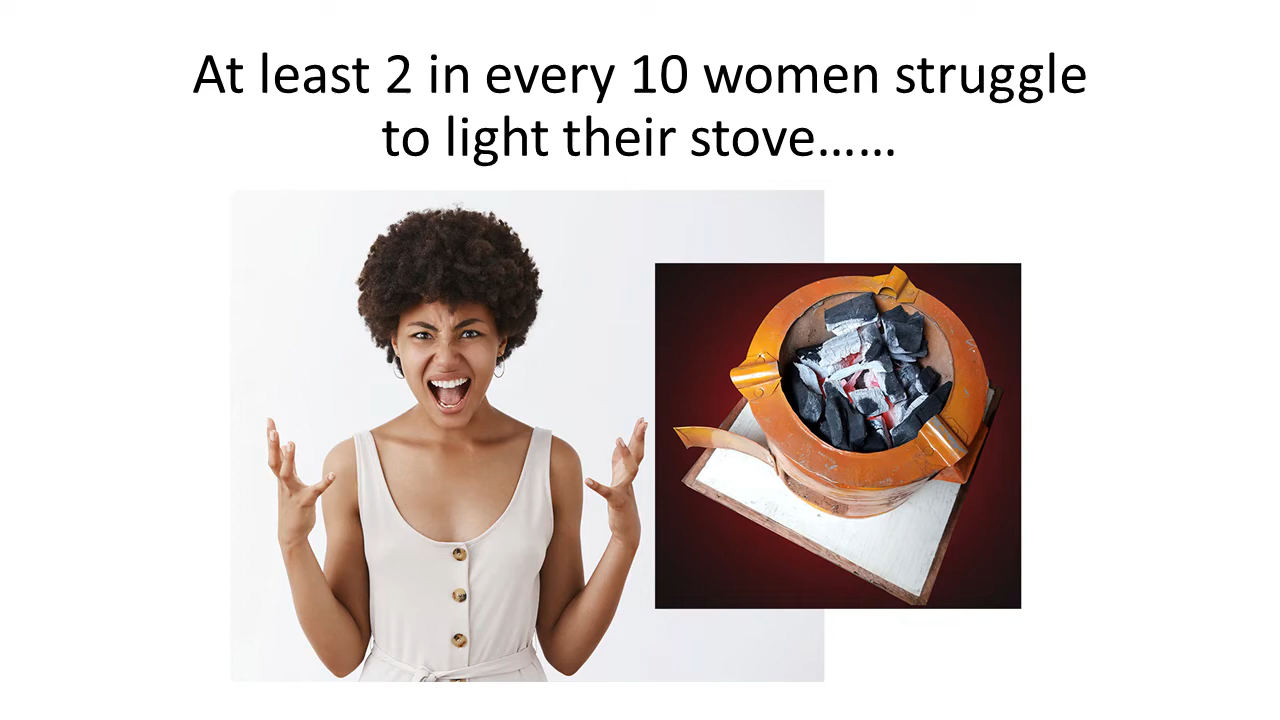 At least 2 in every 10 women struggle
to light their stove……